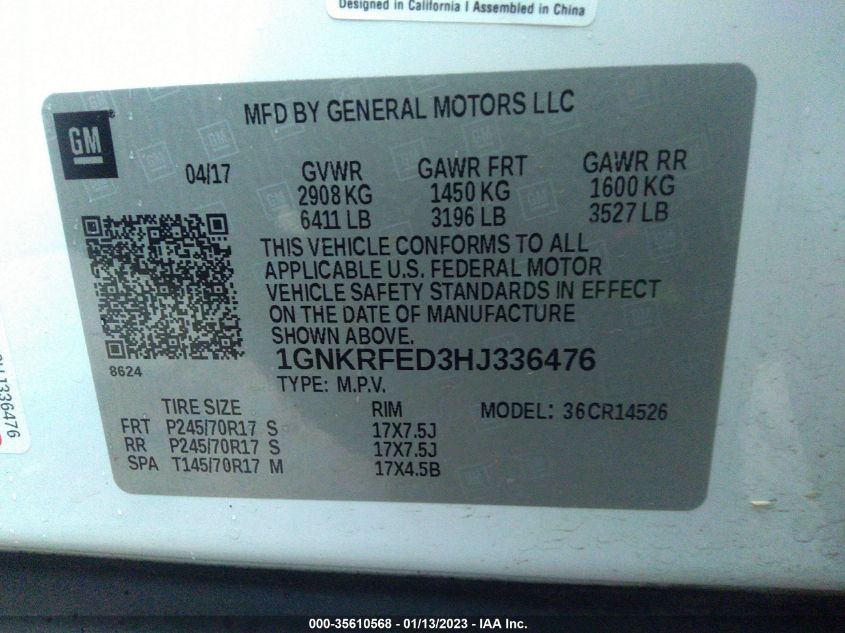 Designed in California I Assembled in China
GM
MFD BY GENERAL MOTORS LLC
04/17 GVWR GAWR FRT GAWR RR
2908 KG 1450 KG 1600 KG
6411 LB 3196 LB 3527 LB
THIS VEHICLE CONFORMS TO ALL
APPLICABLE U.S. FEDERAL MOTOR
VEHICLE SAFETY STANDARDS IN EFFECT
ON THE DATE OF MANUFACTURE
SHOWN ABOVE.
1GNKRFED3HJ336476
8624
TYPE: M.P.V.
TIRE SIZE RIM MODEL: 36CR14526
FRT P245/70R17 S 17X7.5J
RR P245/70R17 S 17X7.5J
SPA T145/70R17 M 17X4.5B
336476
000-35610568 — 01/13/2023 — IAA Inc.